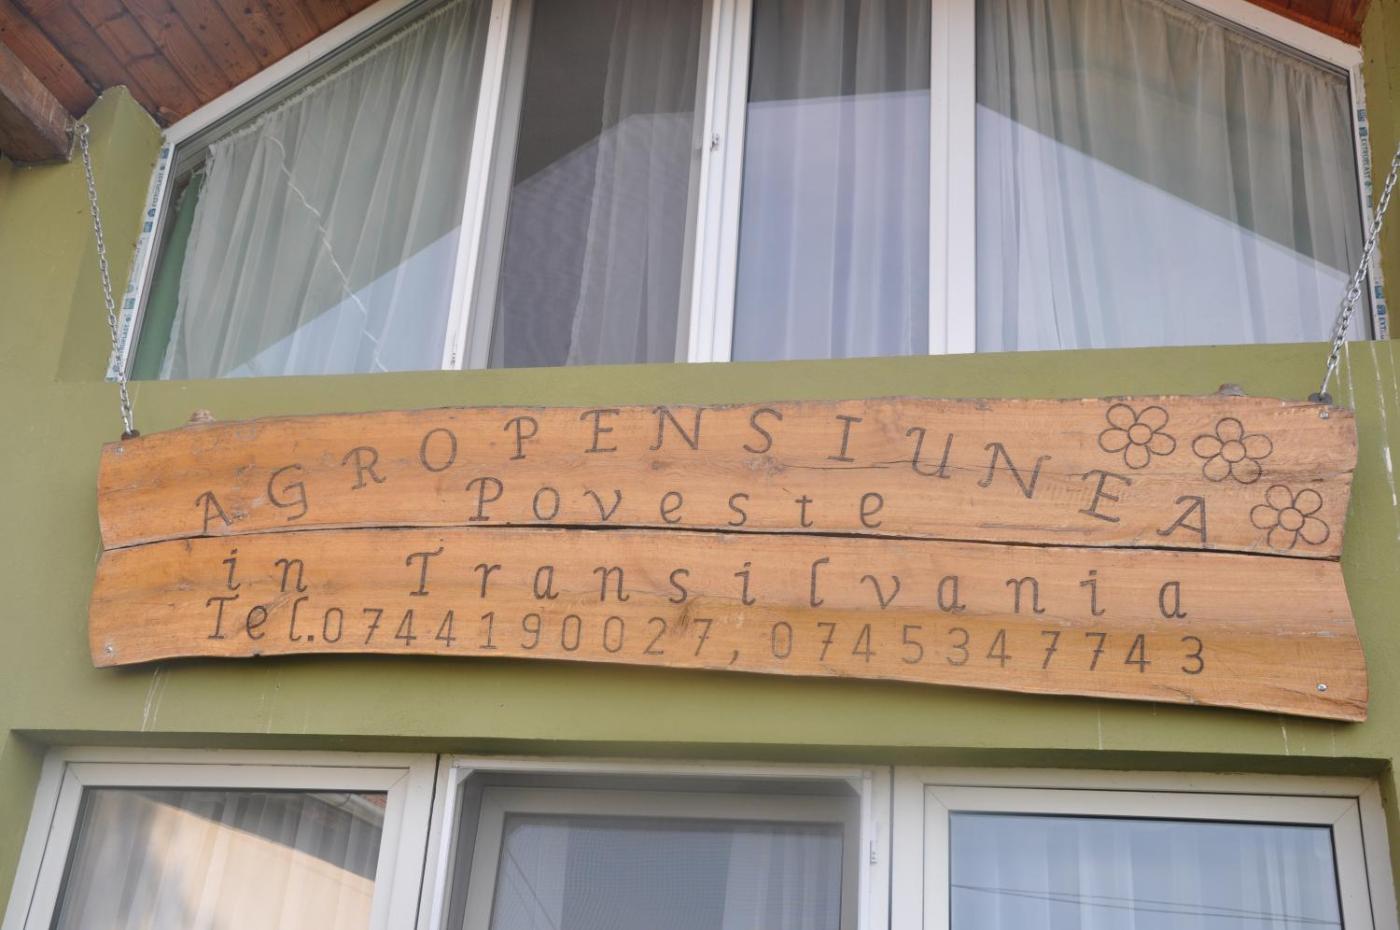 AGROPENSIUNEA
Poveste
in Transilvania
Tel.0744190027, 0745347743